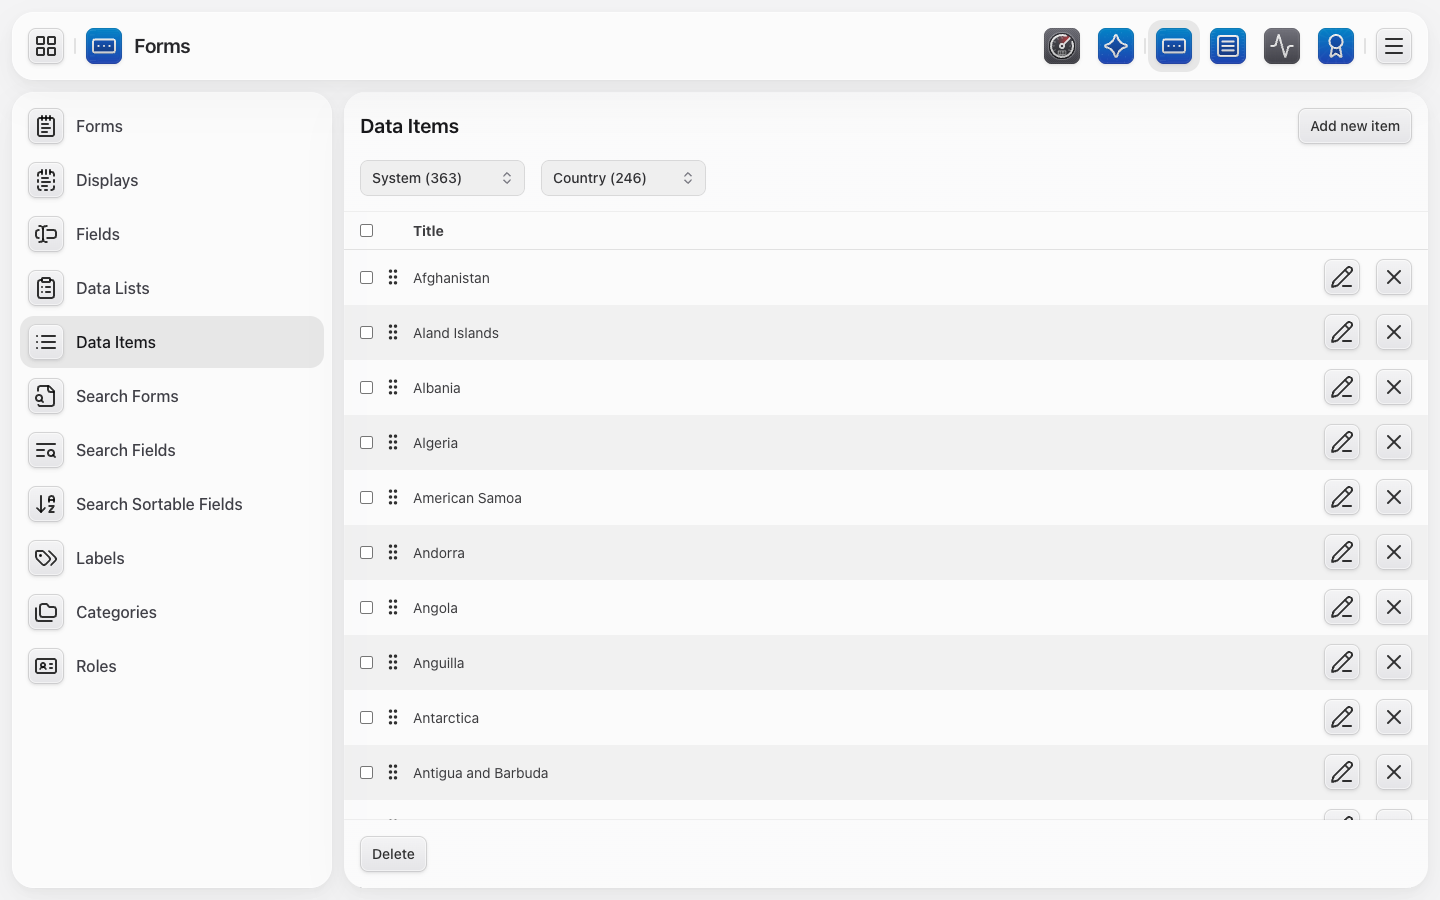 Forms
Forms
Displays
Fields
Data Lists
Data Items
Search Forms
Search Fields
Search Sortable Fields
Labels
Categories
Roles
Data Items
Add new item
System (363)
Country (246)
Title
Afghanistan
Aland Islands
Albania
Algeria
American Samoa
Andorra
Angola
Anguilla
Antarctica
Antigua and Barbuda
Delete